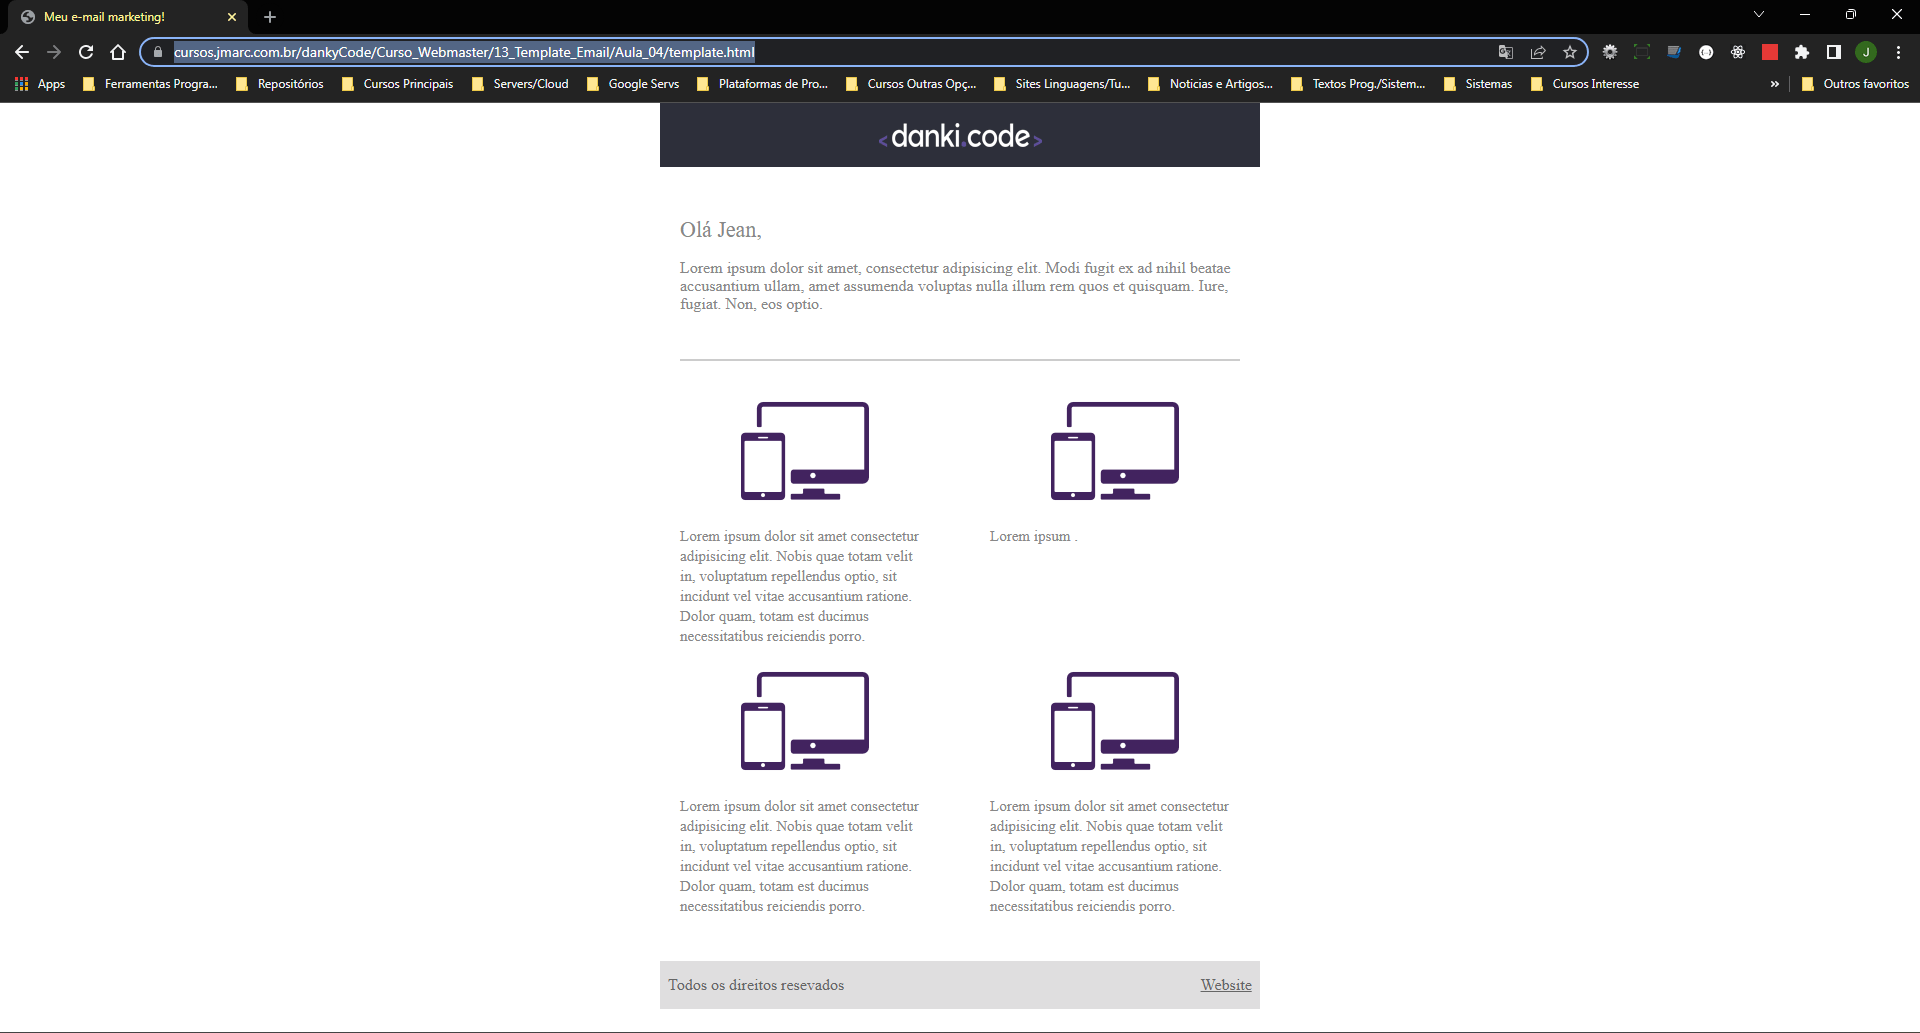 Meu e-mail marketing!
cursos.jmarc.com.br/dankyCode/Curso_Webmaster/13_Template_Email/Aula_04/template.html
J
Apps Ferramentas Progra... Repositórios Cursos Principais Servers/Cloud Google Servs Plataformas de Pro... Cursos Outras Opç... Sites Linguagens/Tu... Noticias e Artigos... Textos Prog./Sistem... Sistemas Cursos Interesse » Outros favoritos
<danki.code>
Olá Jean,
Lorem ipsum dolor sit amet, consectetur adipisicing elit. Modi fugit ex ad nihil beatae
accusantium ullam, amet assumenda voluptas nulla illum rem quos et quisquam. Iure,
fugiat. Non, eos optio.
Lorem ipsum dolor sit amet consectetur
adipisicing elit. Nobis quae totam velit
in, voluptatum repellendus optio, sit
incidunt vel vitae accusantium ratione.
Dolor quam, totam est ducimus
necessitatibus reiciendis porro.
Lorem ipsum .
Lorem ipsum dolor sit amet consectetur
adipisicing elit. Nobis quae totam velit
in, voluptatum repellendus optio, sit
incidunt vel vitae accusantium ratione.
Dolor quam, totam est ducimus
necessitatibus reiciendis porro.
Lorem ipsum dolor sit amet consectetur
adipisicing elit. Nobis quae totam velit
in, voluptatum repellendus optio, sit
incidunt vel vitae accusantium ratione.
Dolor quam, totam est ducimus
necessitatibus reiciendis porro.
Todos os direitos resevados
Website